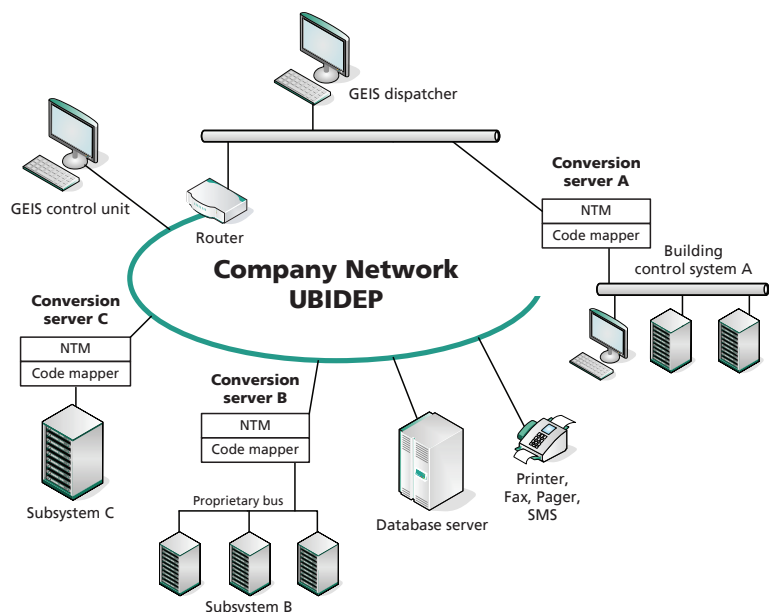 GEIS dispatcher
GEIS control unit
Router
Conversion
server A
NTM
Code mapper
Building
control system A
Company Network
UBIDEP
Conversion
server C
NTM
Code mapper
Subsystem C
Conversion
server B
NTM
Code mapper
Proprietary bus
Subsystem B
Database server
Printer,
Fax, Pager,
SMS